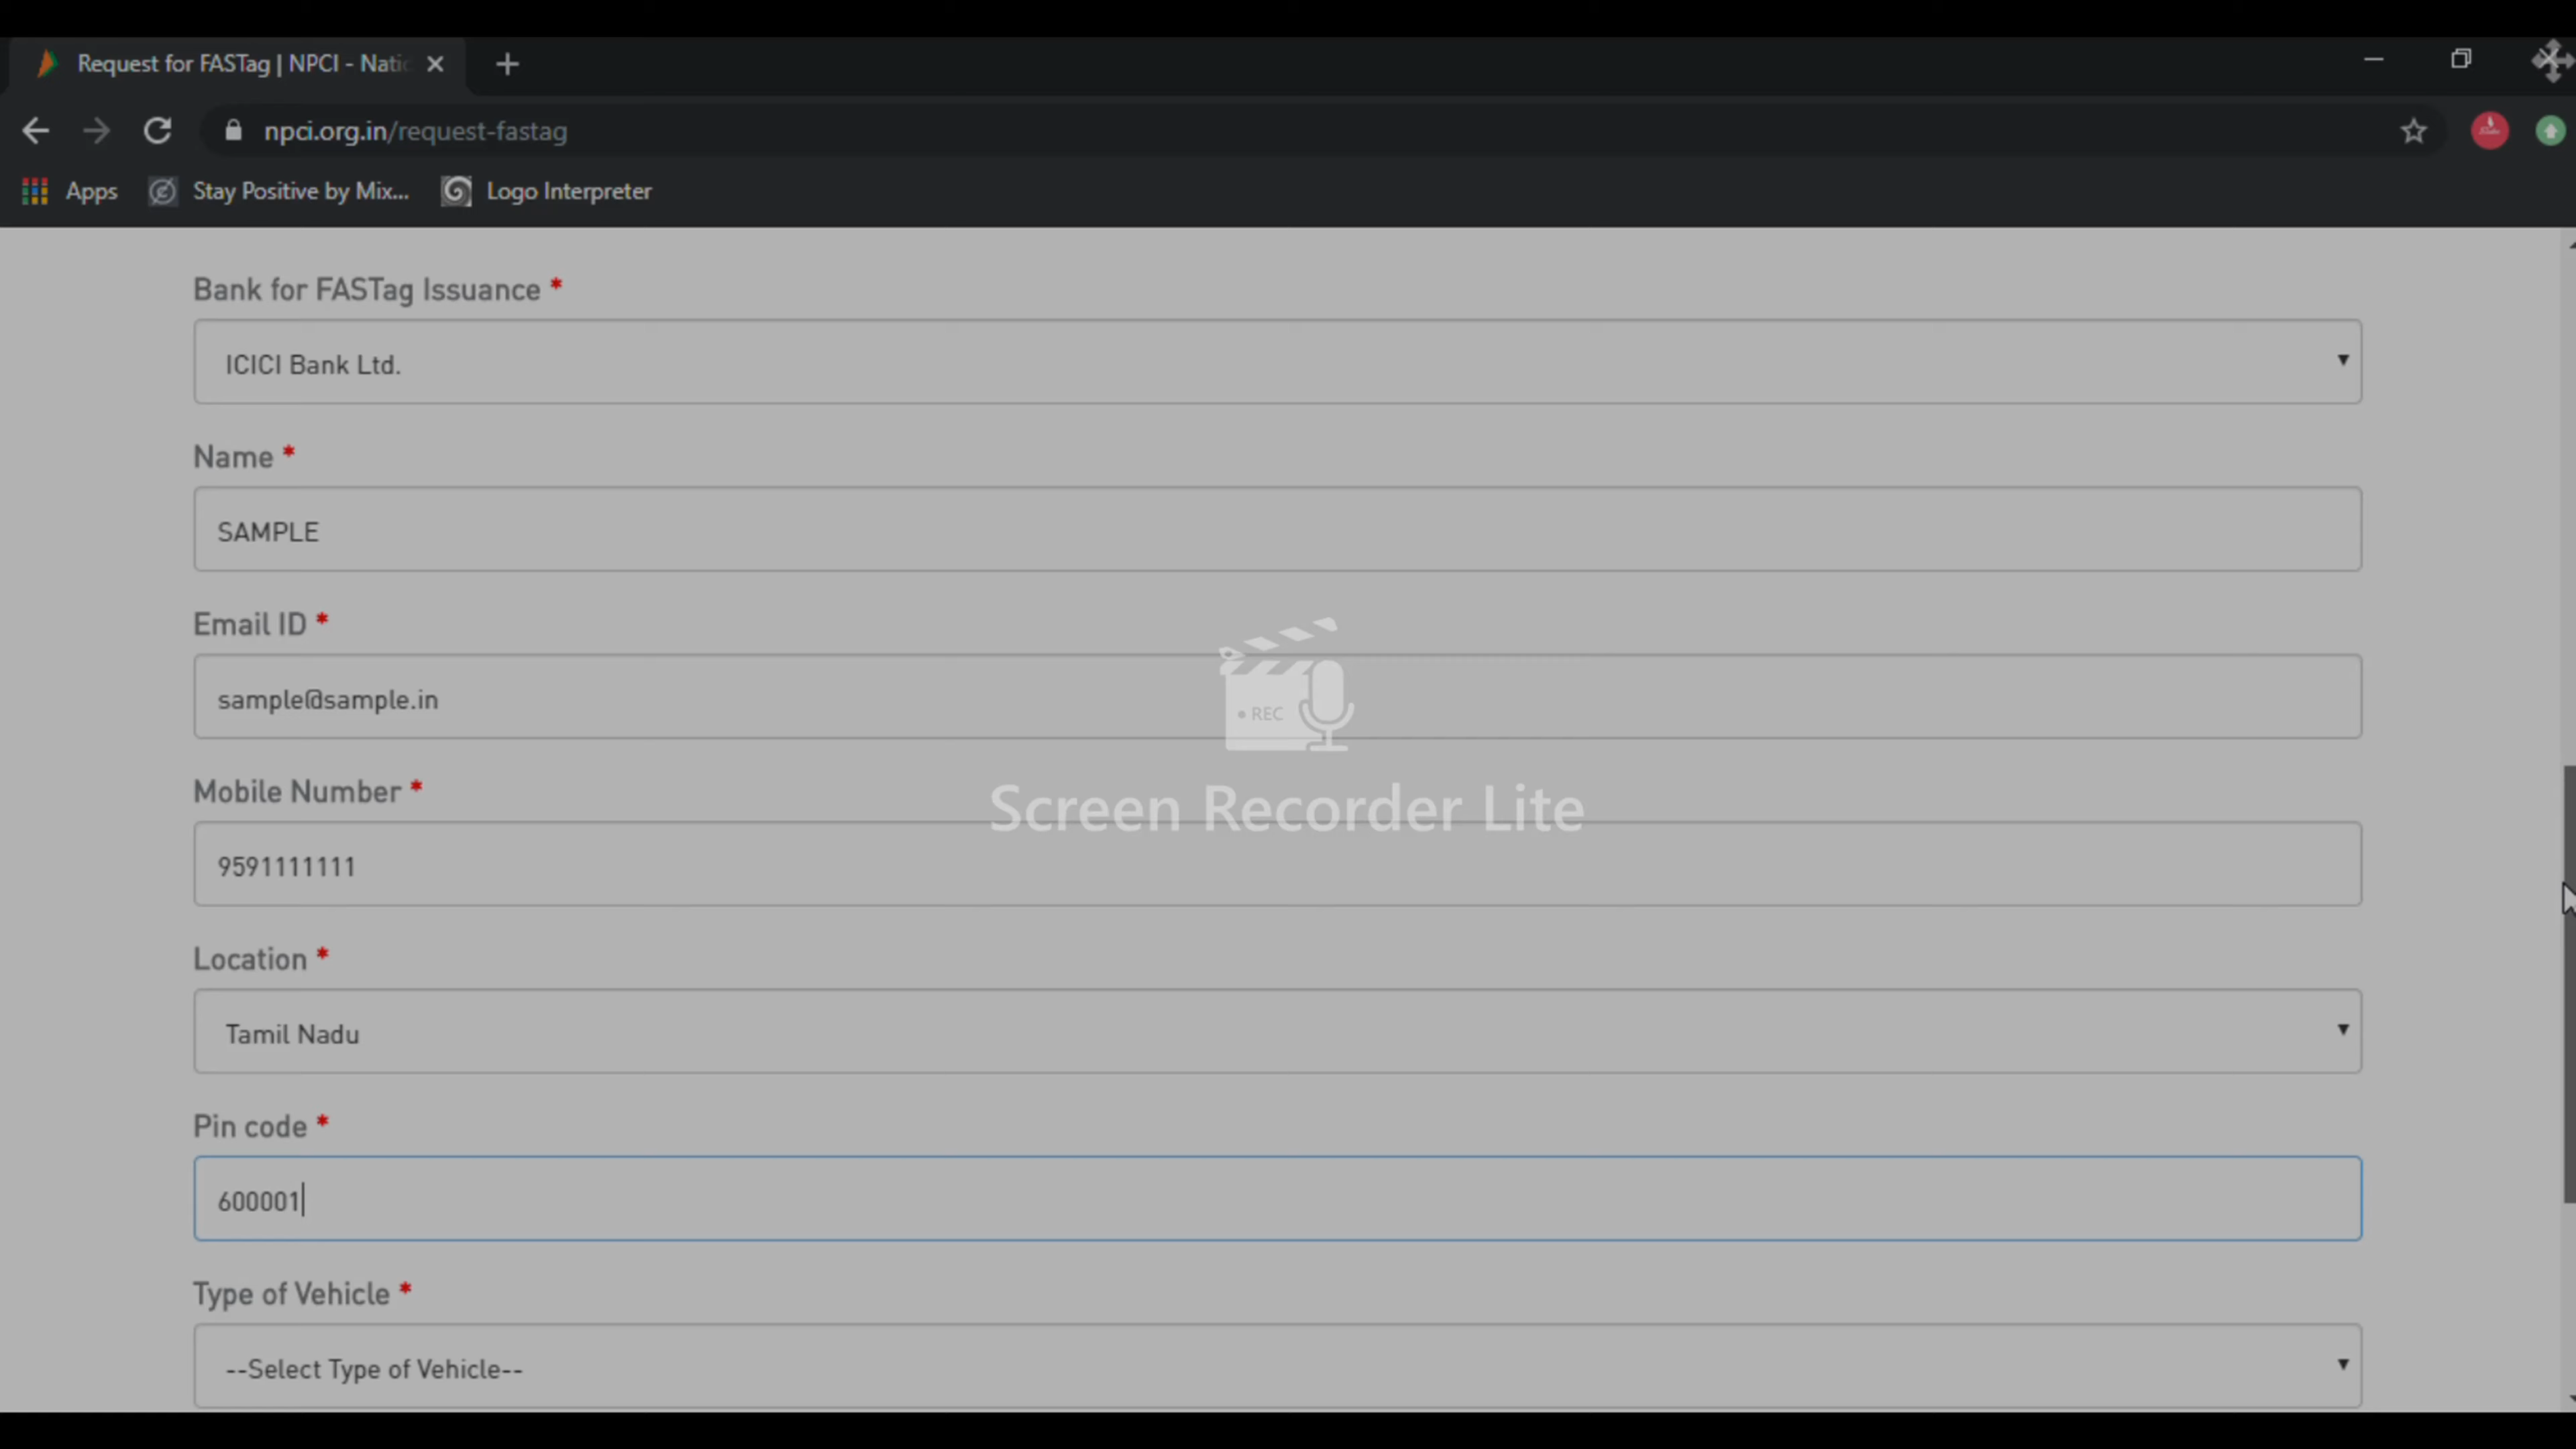 Request for FASTag | NPCI - Natio
npci.org.in/request-fastag
Apps
Stay Positive by Mix...
Logo Interpreter
Bank for FASTag Issuance *
ICICI Bank Ltd.
Name *
SAMPLE
Email ID *
sample@sample.in
• REC
Screen Recorder Lite
Mobile Number *
9591111111
Location *
Tamil Nadu
Pin code *
600001
Type of Vehicle *
--Select Type of Vehicle--